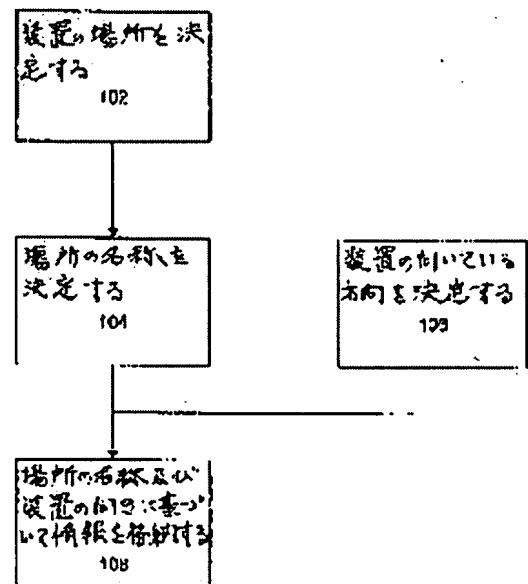 装置の場所を決
定する
102
場所の名称を
決定する
104
装置の向いている
方向を決定する
場所の名称及び
装置の向きに基づ
いて情報を格納する
108